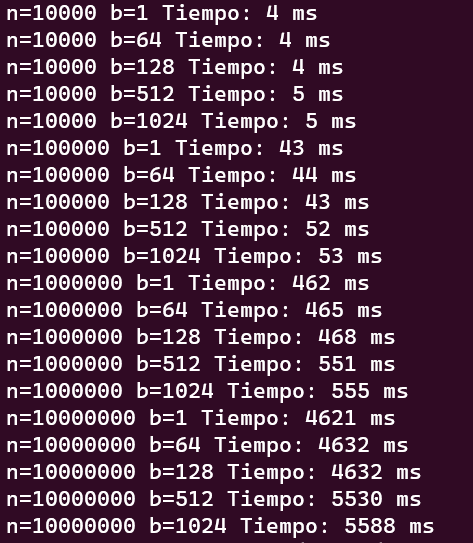 n=10000 b=1 Tiempo: 4 ms
n=10000 b=64 Tiempo: 4 ms
n=10000 b=128 Tiempo: 4 ms
n=10000 b=512 Tiempo: 5 ms
n=10000 b=1024 Tiempo: 5 ms
n=100000 b=1 Tiempo: 43 ms
n=100000 b=64 Tiempo: 44 ms
n=100000 b=128 Tiempo: 43 ms
n=100000 b=512 Tiempo: 52 ms
n=100000 b=1024 Tiempo: 53 ms
n=1000000 b=1 Tiempo: 462 ms
n=1000000 b=64 Tiempo: 465 ms
n=1000000 b=128 Tiempo: 468 ms
n=1000000 b=512 Tiempo: 551 ms
n=1000000 b=1024 Tiempo: 555 ms
n=10000000 b=1 Tiempo: 4621 ms
n=10000000 b=64 Tiempo: 4632 ms
n=10000000 b=128 Tiempo: 4632 ms
n=10000000 b=512 Tiempo: 5530 ms
n=10000000 b=1024 Tiempo: 5588 ms